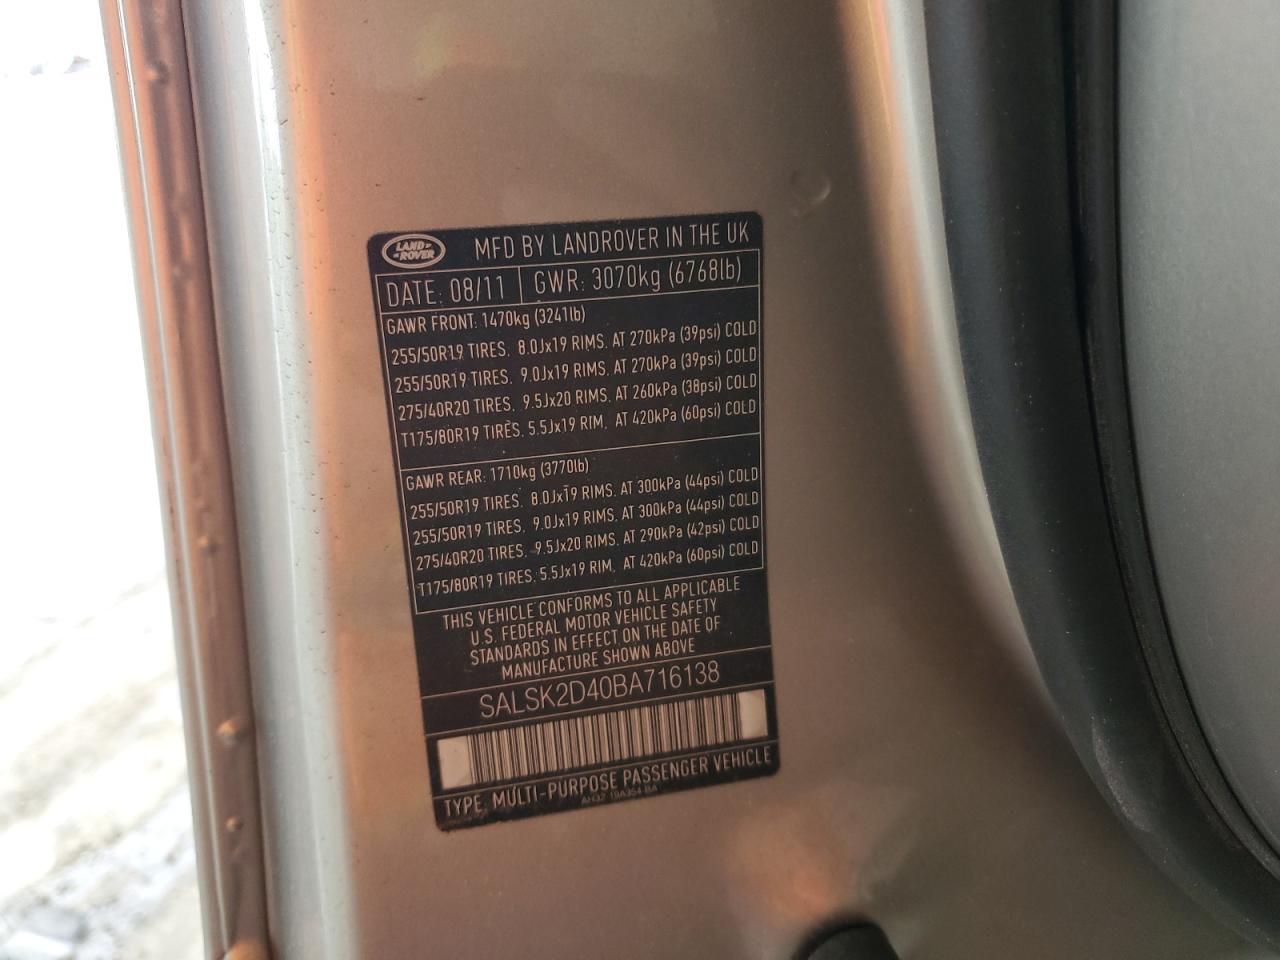 LAND ROVER
MFD BY LANDROVER IN THE UK
DATE: 08/11 GWR: 3070kg (6768lb)
GAWR FRONT: 1470kg (3241lb)
255/50R19 TIRES, 8.0Jx19 RIMS, AT 270kPa (39psi) COLD
255/50R19 TIRES, 9.0Jx19 RIMS, AT 270kPa (39psi) COLD
275/40R20 TIRES, 9.5Jx20 RIMS, AT 260kPa (38psi) COLD
T175/80R19 TIRES, 5.5Jx19 RIM, AT 420kPa (60psi) COLD
GAWR REAR: 1710kg (3770lb)
255/50R19 TIRES, 8.0Jx19 RIMS, AT 300kPa (44psi) COLD
255/50R19 TIRES, 9.0Jx19 RIMS, AT 300kPa (44psi) COLD
275/40R20 TIRES, 9.5Jx20 RIMS, AT 290kPa (42psi) COLD
T175/80R19 TIRES, 5.5Jx19 RIM, AT 420kPa (60psi) COLD
THIS VEHICLE CONFORMS TO ALL APPLICABLE
U.S. FEDERAL MOTOR VEHICLE SAFETY
STANDARDS IN EFFECT ON THE DATE OF
MANUFACTURE SHOWN ABOVE
SALSK2D40BA716138
TYPE: MULTI-PURPOSE PASSENGER VEHICLE